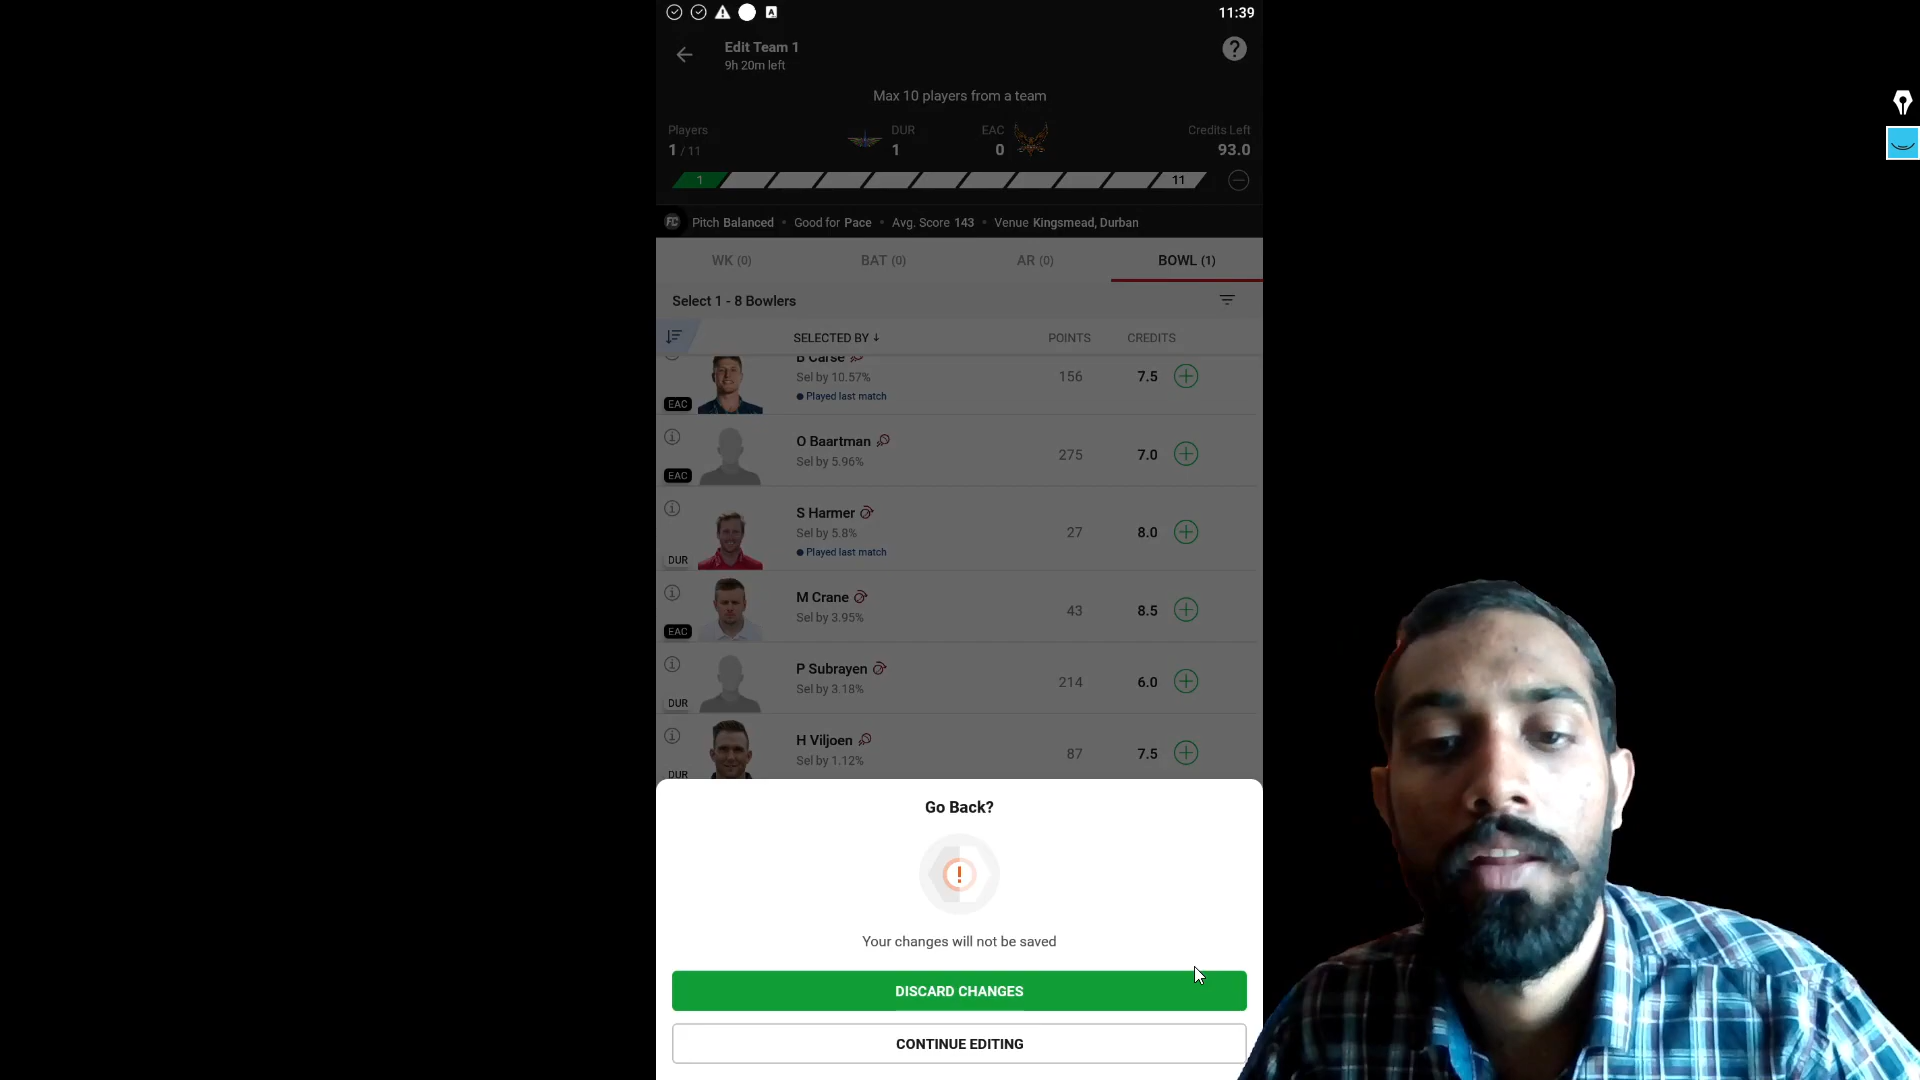 11:39
Edit Team 1
9h 20m left
Max 10 players from a team
Players
1 / 11
DUR
1
EAC
0
Credits Left
93.0
1
11
FC Pitch Balanced • Good for Pace • Avg. Score 143 • Venue Kingsmead, Durban
WK (0)
BAT (0)
AR (0)
BOWL (1)
Select 1 - 8 Bowlers
SELECTED BY ↓
POINTS
CREDITS
B Carse
Sel by 10.57%
Played last match
EAC
156
7.5
O Baartman
Sel by 5.96%
EAC
275
7.0
S Harmer
Sel by 5.8%
Played last match
DUR
27
8.0
M Crane
Sel by 3.95%
EAC
43
8.5
P Subrayen
Sel by 3.18%
DUR
214
6.0
H Viljoen
Sel by 1.12%
DUR
87
7.5
Go Back?
!
Your changes will not be saved
DISCARD CHANGES
CONTINUE EDITING